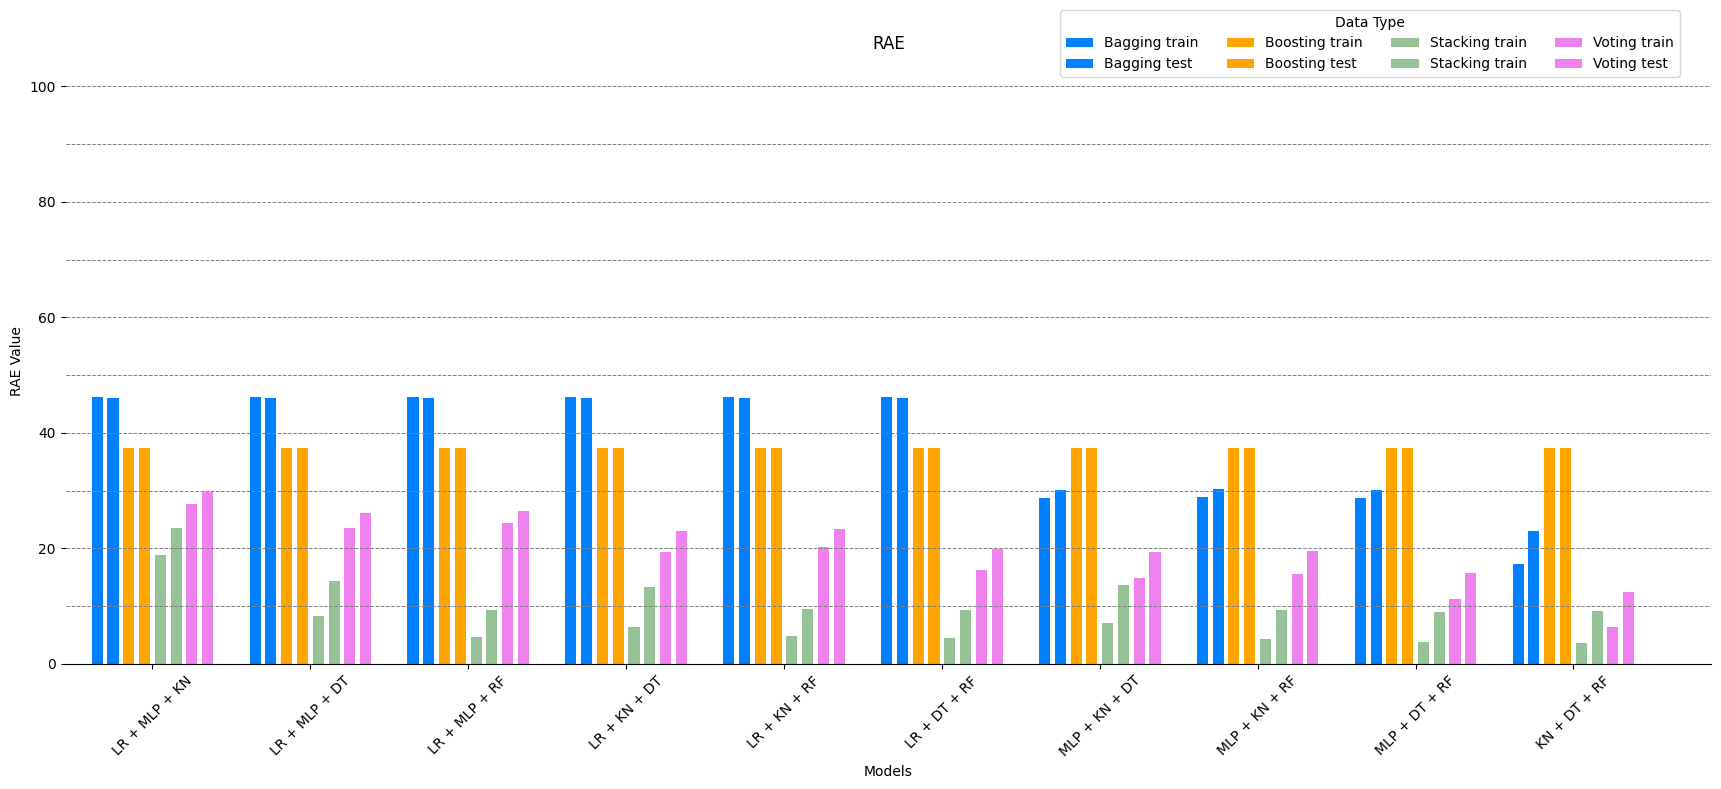 RAE
Data Type
Bagging train
Bagging test
Boosting train
Boosting test
Stacking train
Stacking train
Voting train
Voting test
RAE Value
100
80
60
40
20
0
LR + MLP + KN
LR + MLP + DT
LR + MLP + RF
LR + KN + DT
LR + KN + RF
LR + DT + RF
MLP + KN + DT
MLP + KN + RF
MLP + DT + RF
KN + DT + RF
Models